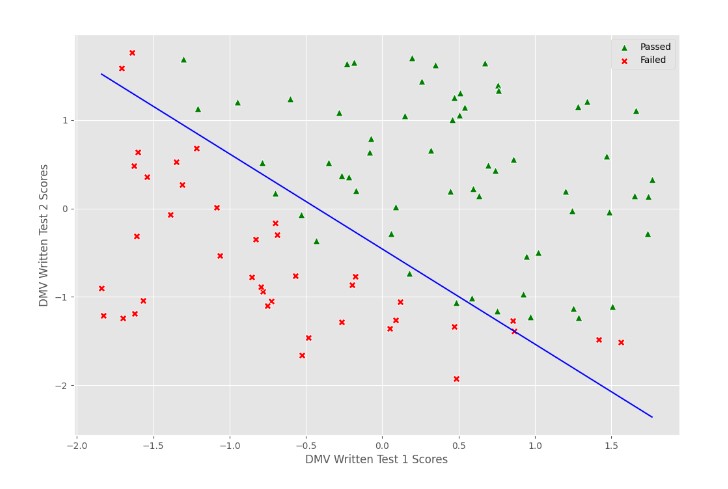 Passed
Failed
1
0
−1
−2
DMV Written Test 2 Scores
−2.0 −1.5 −1.0 −0.5 0.0 0.5 1.0 1.5
DMV Written Test 1 Scores